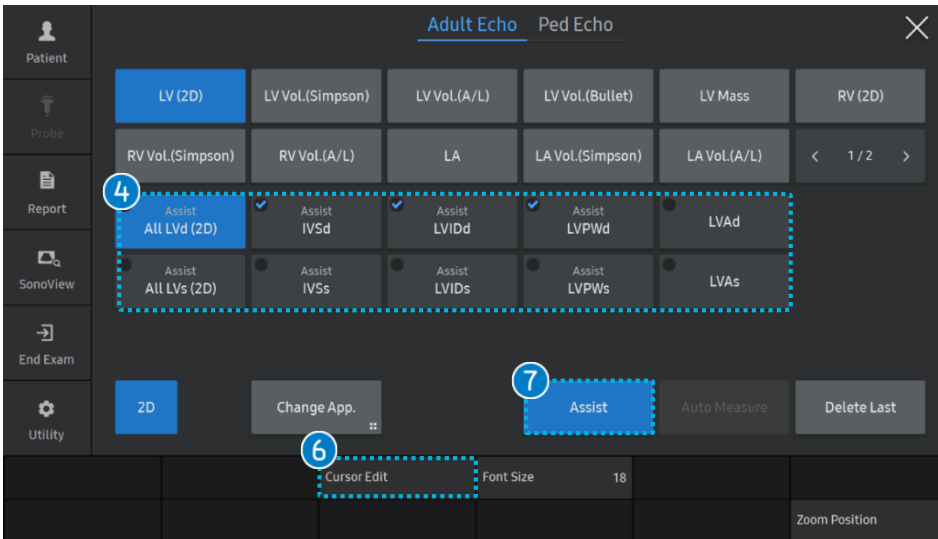 Adult Echo Ped Echo
Patient
LV (2D) LV Vol.(Simpson) LV Vol.(A/L) LV Vol.(Bullet) LV Mass RV (2D)
Probe
RV Vol.(Simpson) RV Vol.(A/L) LA LA Vol.(Simpson) LA Vol.(A/L) < 1/2 >
Report
4
Assist Assist Assist Assist
All LVd (2D) IVSd LVIDd LVPWd LVAd
SonoView
Assist Assist Assist Assist
All LVs (2D) IVSs LVIDs LVPWs LVAs
End Exam
7
2D Change App. Assist Auto Measure Delete Last
Utility
6
Cursor Edit Font Size 18
Zoom Position